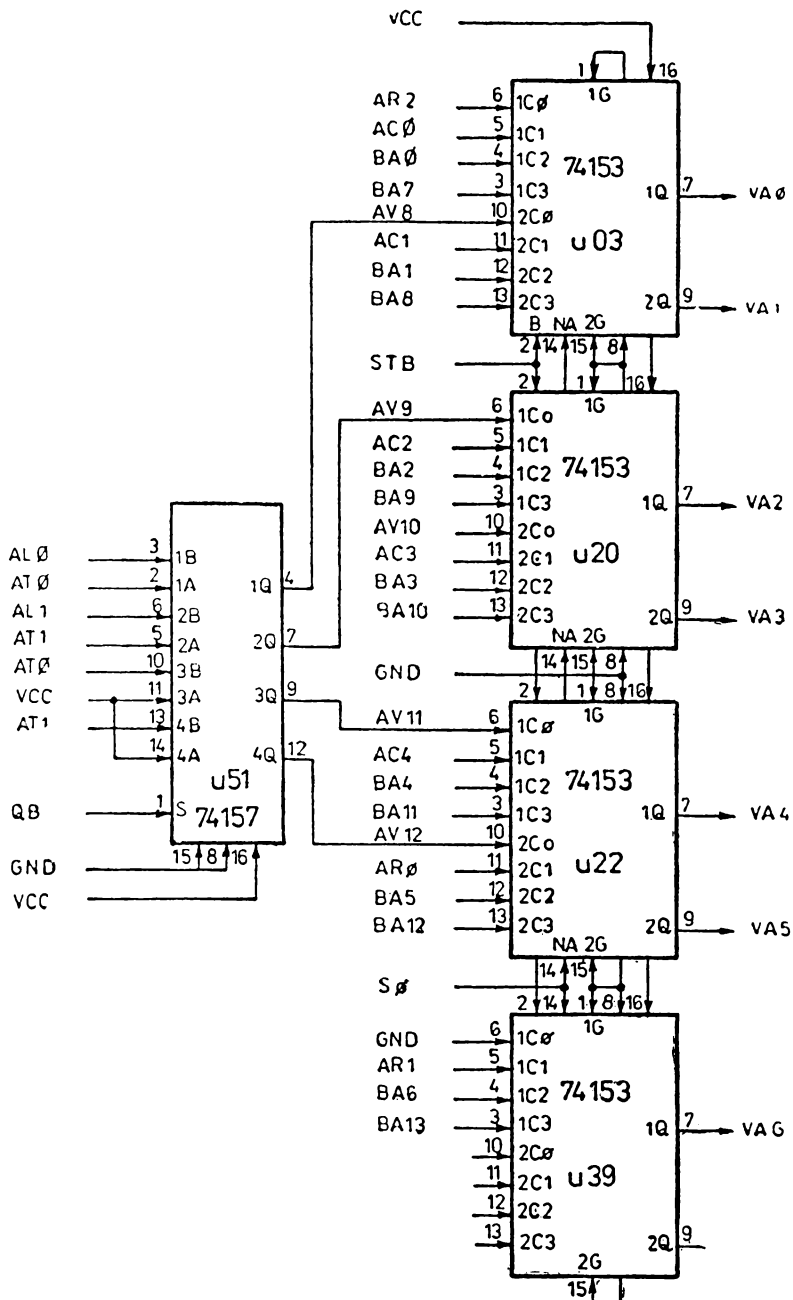 VCC
1 16
1G
AR2 6 1CØ
ACØ 5 1C1
BAØ 4 1C2 74153
BA7 3 1C3 1Q 7 VAØ
AV8 10 2CØ
AC1 11 2C1 u03
BA1 12 2C2
BA8 13 2C3 2Q 9 VA1
B NA 2G
2 14 15 8
STB
2 1 16
1G
AV9 6 1Co
AC2 5 1C1
BA2 4 1C2 74153
BA9 3 1C3 1Q 7 VA2
AV10 10 2Co
AC3 11 2C1 u20
BA3 12 2C2
BA10 13 2C3 2Q 9 VA3
NA 2G
14 15 8
GND
2 1 8 16
1G
AV11 6 1CØ
AC4 5 1C1
BA4 4 1C2 74153
BA11 3 1C3 1Q 7 VA4
AV12 10 2Co
ARØ 11 2C1 u22
BA5 12 2C2
BA12 13 2C3 2Q 9 VA5
NA 2G
14 15
SØ
2 14 1 8 16
1G
GND 6 1CØ
AR1 5 1C1
BA6 4 1C2 74153
BA13 3 1C3 1Q 7 VA6
10 2CØ
11 2C1 u39
12 2C2
13 2C3 2Q 9
2G
15
ALØ 3 1B
ATØ 2 1A 1Q 4
AL1 6 2B
AT1 5 2A 2Q 7
ATØ 10 3B
VCC 11 3A 3Q 9
AT1 13 4B
14 4A 4Q 12
u51
QB 1 S 74157
15 8 16
GND
VCC